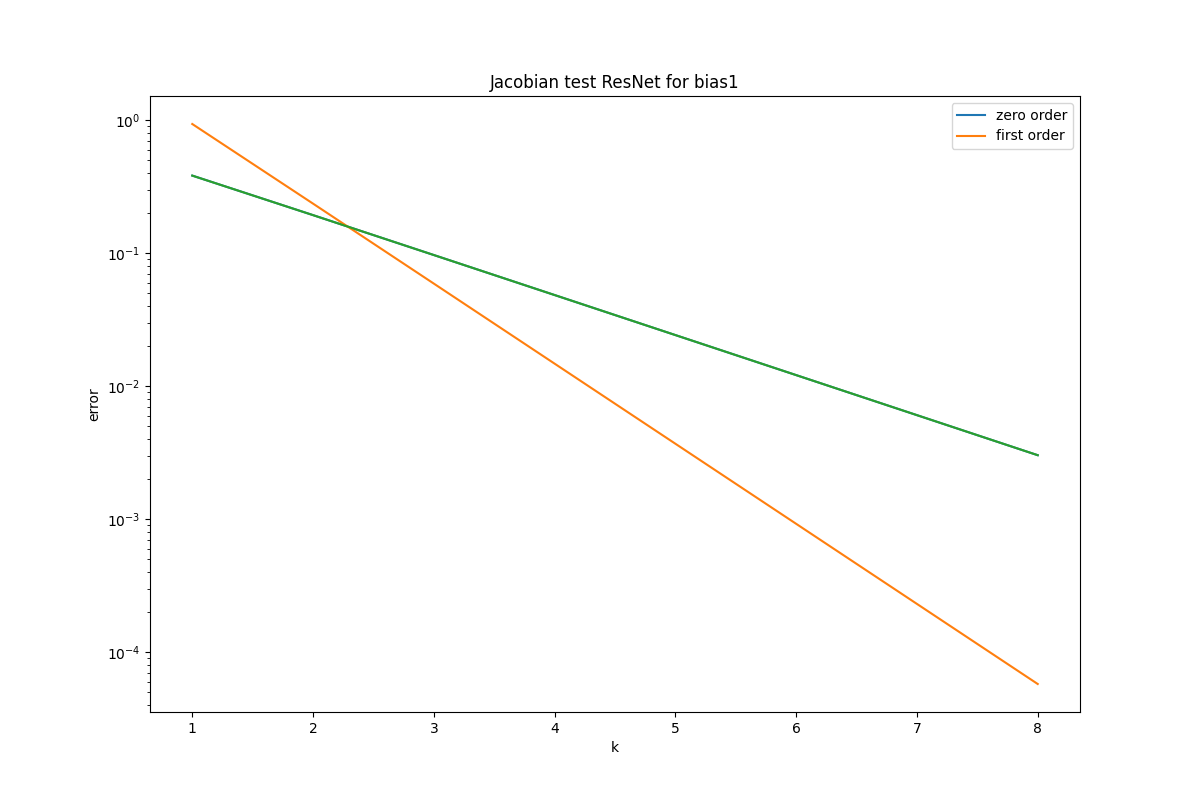 Jacobian test ResNet for bias1
zero order
first order
10⁰
10⁻¹
10⁻²
10⁻³
10⁻⁴
error
1 2 3 4 5 6 7 8
k